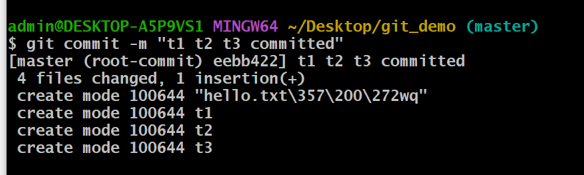 admin@DESKTOP-A5P9VS1 MINGW64 ~/Desktop/git_demo (master)
$ git commit -m "t1 t2 t3 committed"
[master (root-commit) eebb422] t1 t2 t3 committed
 4 files changed, 1 insertion(+)
 create mode 100644 "hello.txt\357\200\272wq"
 create mode 100644 t1
 create mode 100644 t2
 create mode 100644 t3